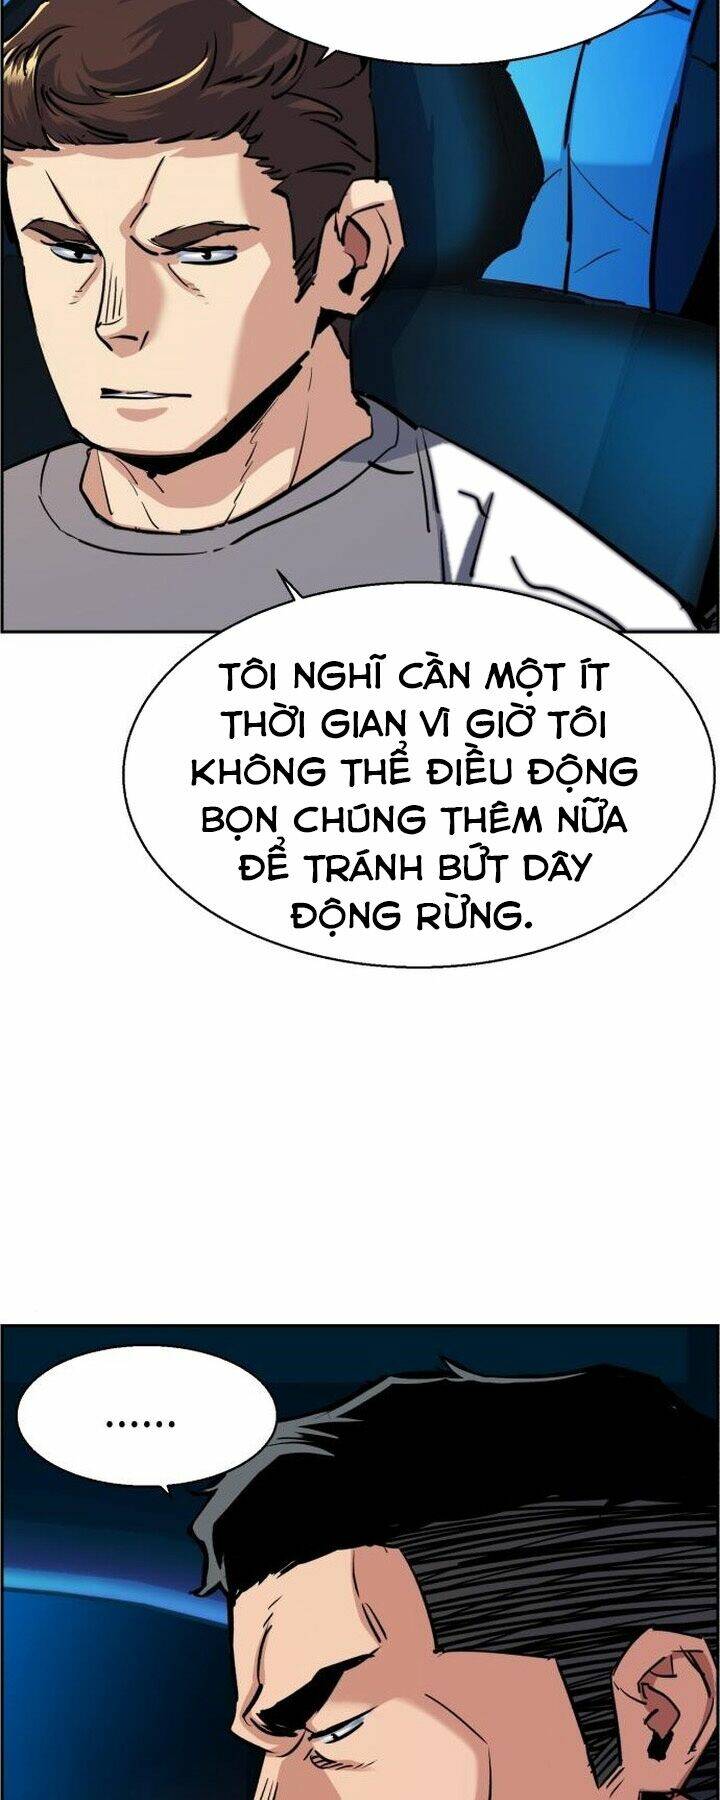 TÔI NGHĨ CẦN MỘT ÍT
THỜI GIAN VÌ GIỜ TÔI
KHÔNG THỂ ĐIỀU ĐỘNG
BỌN CHÚNG THÊM NỮA
ĐỂ TRÁNH BỨT DÂY
ĐỘNG RỪNG.
......